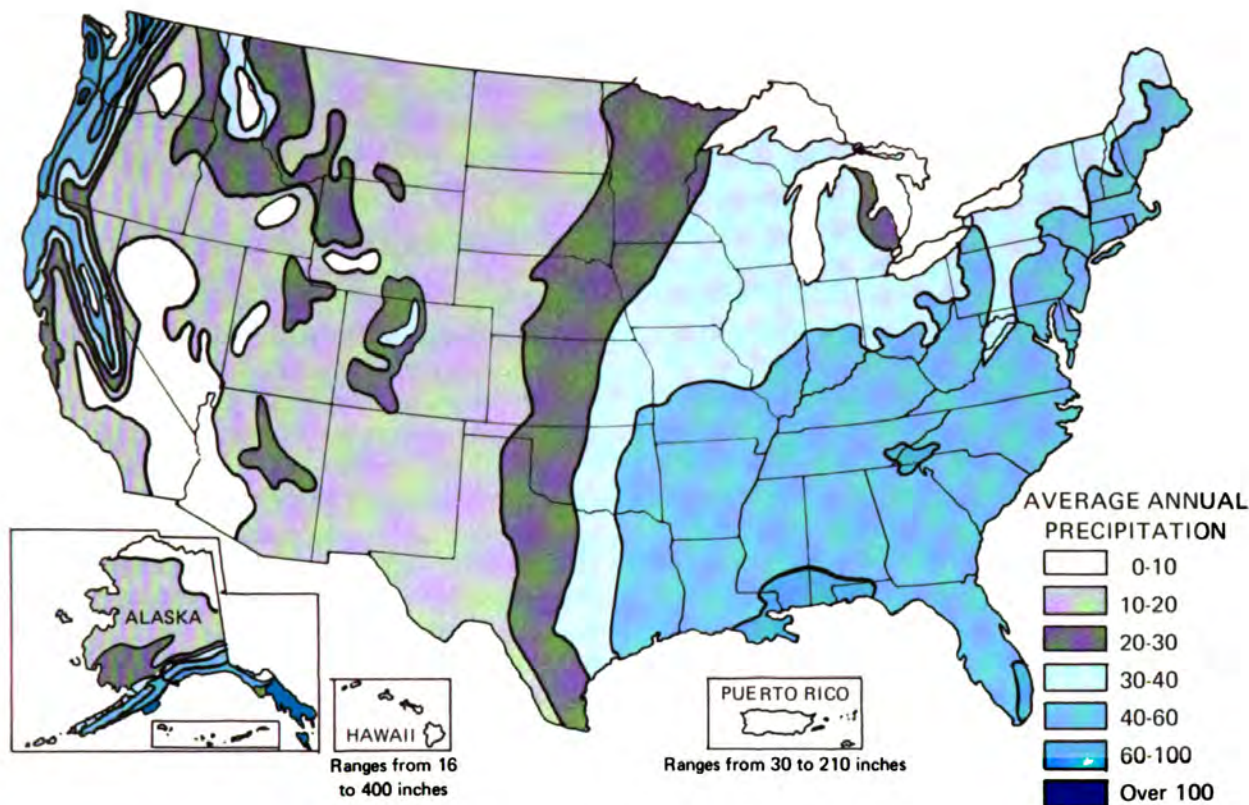 AVERAGE ANNUAL
PRECIPITATION
0-10
10-20
20-30
30-40
40-60
60-100
Over 100
ALASKA
HAWAII
Ranges from 16
to 400 inches
PUERTO RICO
Ranges from 30 to 210 inches